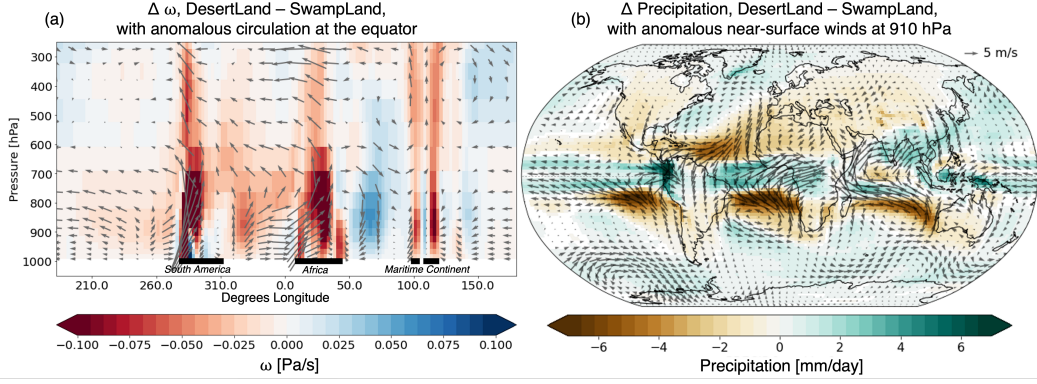 (a)
Δ ω, DesertLand – SwampLand,
with anomalous circulation at the equator
Pressure [hPa]
300
400
500
600
700
800
900
1000
South America
Africa
Maritime Continent
210.0
260.0
310.0
0.0
50.0
100.0
150.0
Degrees Longitude
−0.100
−0.075
−0.050
−0.025
0.000
0.025
0.050
0.075
0.100
ω [Pa/s]
(b)
Δ Precipitation, DesertLand – SwampLand,
with anomalous near-surface winds at 910 hPa
5 m/s
−6
−4
−2
0
2
4
6
Precipitation [mm/day]